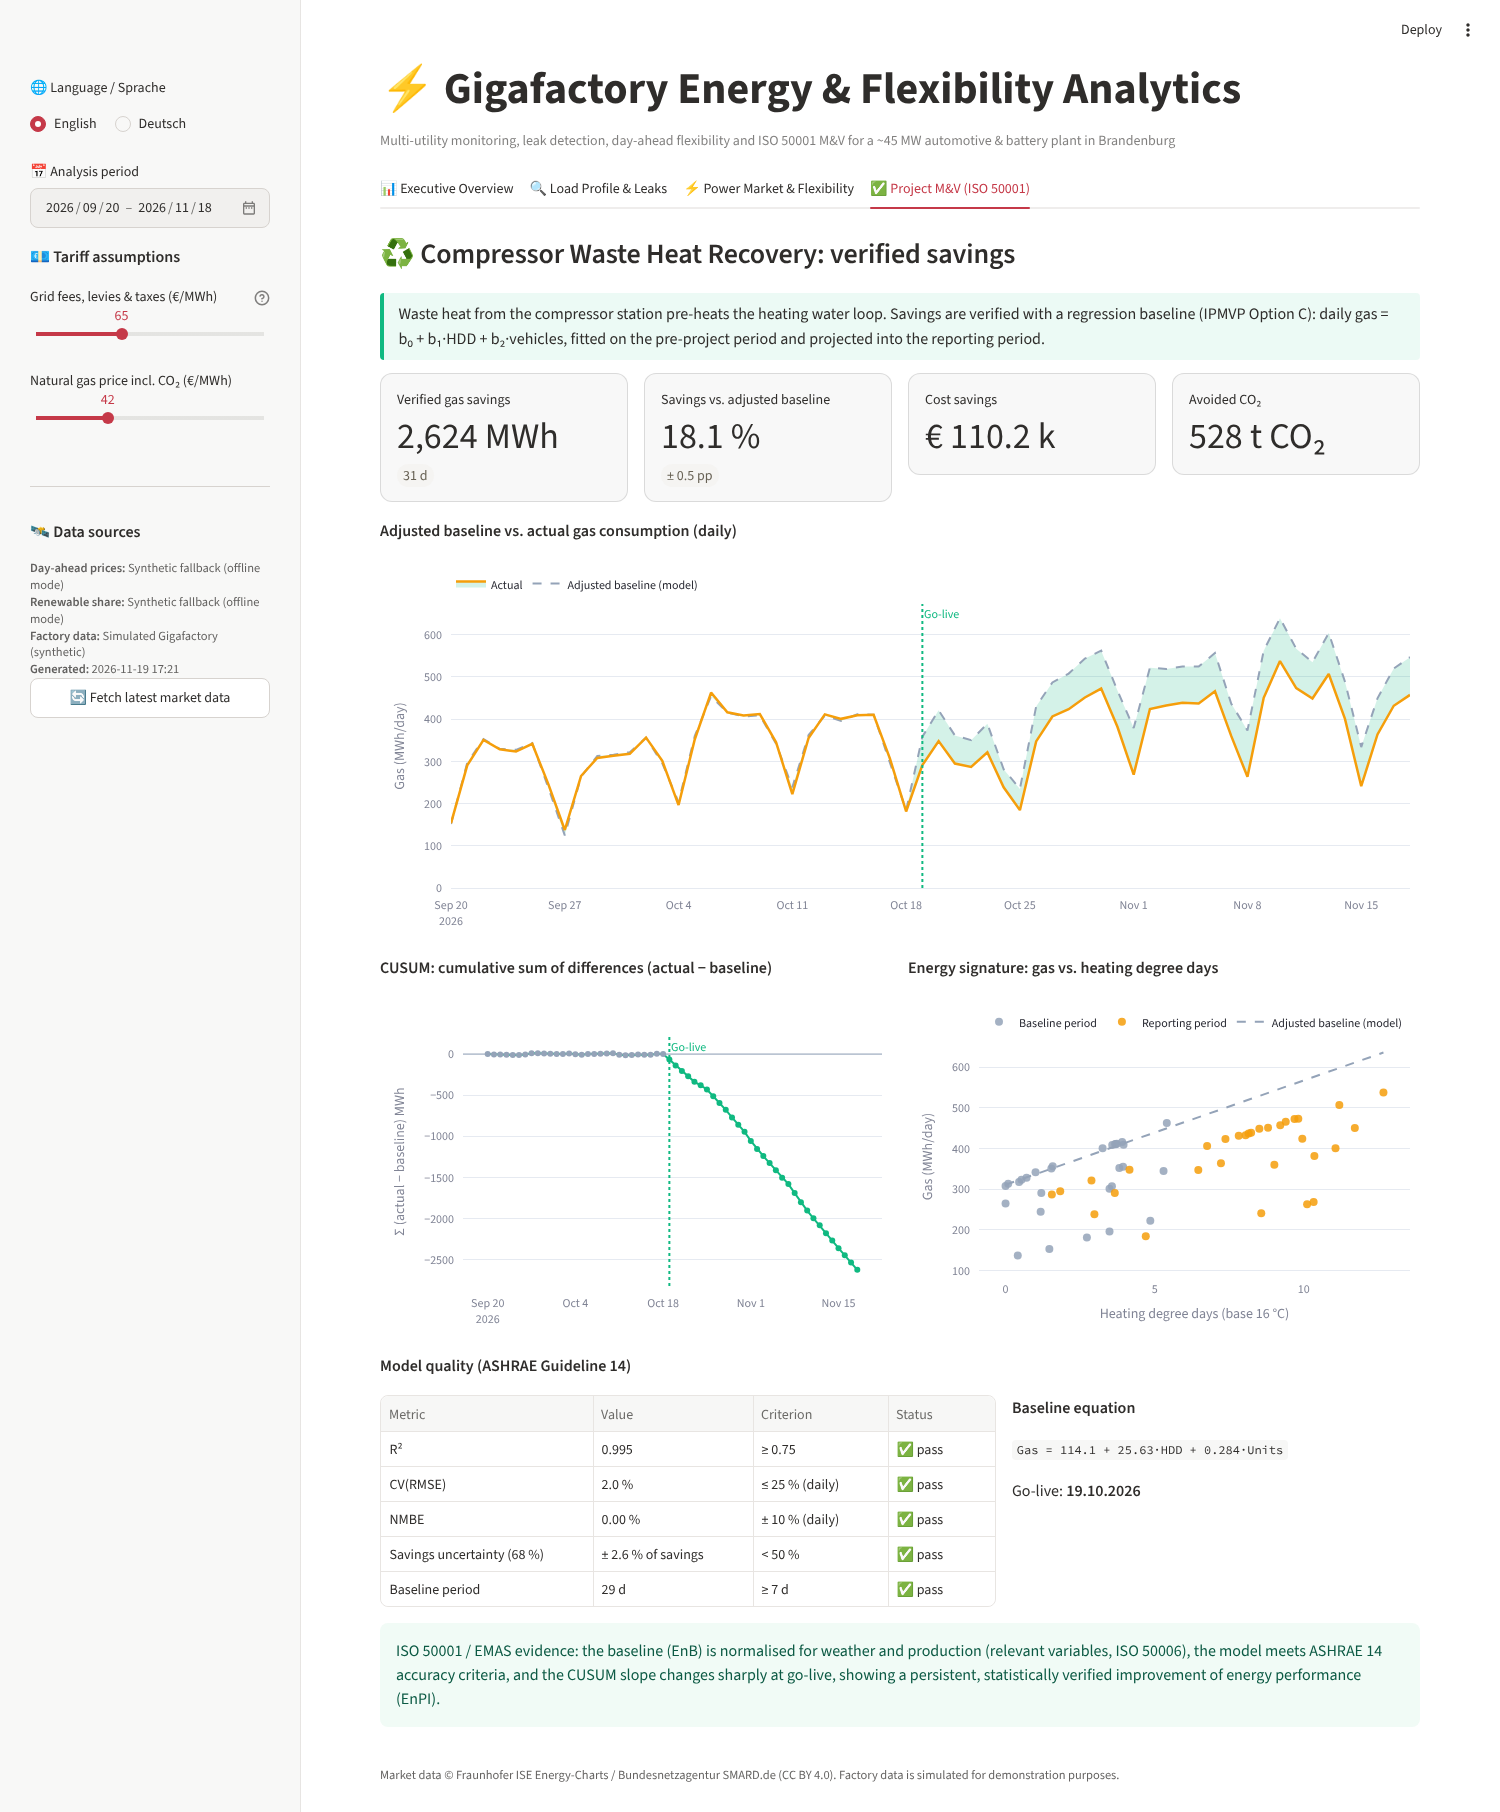 Deploy
🌐 Language / Sprache
English
Deutsch
📅 Analysis period
2026 / 09 / 20 – 2026 / 11 / 18
💶 Tariff assumptions
Grid fees, levies & taxes (€/MWh)
65
Natural gas price incl. CO₂ (€/MWh)
42
🛰️ Data sources
Day-ahead prices: Synthetic fallback (offline
mode)
Renewable share: Synthetic fallback (offline
mode)
Factory data: Simulated Gigafactory
(synthetic)
Generated: 2026-11-19 17:21
🔄 Fetch latest market data
⚡ Gigafactory Energy & Flexibility Analytics
Multi-utility monitoring, leak detection, day-ahead flexibility and ISO 50001 M&V for a ~45 MW automotive & battery plant in Brandenburg
📊 Executive Overview
🔍 Load Profile & Leaks
⚡ Power Market & Flexibility
✅ Project M&V (ISO 50001)
♻️ Compressor Waste Heat Recovery: verified savings
Waste heat from the compressor station pre-heats the heating water loop. Savings are verified with a regression baseline (IPMVP Option C): daily gas =
b₀ + b₁·HDD + b₂·vehicles, fitted on the pre-project period and projected into the reporting period.
Verified gas savings
2,624 MWh
31 d
Savings vs. adjusted baseline
18.1 %
± 0.5 pp
Cost savings
€ 110.2 k
Avoided CO₂
528 t CO₂
Adjusted baseline vs. actual gas consumption (daily)
Actual
Adjusted baseline (model)
Go-live
Gas (MWh/day)
600
500
400
300
200
100
0
Sep 20
2026
Sep 27
Oct 4
Oct 11
Oct 18
Oct 25
Nov 1
Nov 8
Nov 15
CUSUM: cumulative sum of differences (actual − baseline)
Go-live
Σ (actual − baseline) MWh
0
−500
−1000
−1500
−2000
−2500
Sep 20
2026
Oct 4
Oct 18
Nov 1
Nov 15
Energy signature: gas vs. heating degree days
Baseline period
Reporting period
Adjusted baseline (model)
Gas (MWh/day)
600
500
400
300
200
100
0
5
10
Heating degree days (base 16 °C)
Model quality (ASHRAE Guideline 14)
Metric Value Criterion Status
R² 0.995 ≥ 0.75 ✅ pass
CV(RMSE) 2.0 % ≤ 25 % (daily) ✅ pass
NMBE 0.00 % ± 10 % (daily) ✅ pass
Savings uncertainty (68 %) ± 2.6 % of savings < 50 % ✅ pass
Baseline period 29 d ≥ 7 d ✅ pass
Baseline equation
Gas = 114.1 + 25.63·HDD + 0.284·Units
Go-live: 19.10.2026
ISO 50001 / EMAS evidence: the baseline (EnB) is normalised for weather and production (relevant variables, ISO 50006), the model meets ASHRAE 14
accuracy criteria, and the CUSUM slope changes sharply at go-live, showing a persistent, statistically verified improvement of energy performance
(EnPI).
Market data © Fraunhofer ISE Energy-Charts / Bundesnetzagentur SMARD.de (CC BY 4.0). Factory data is simulated for demonstration purposes.